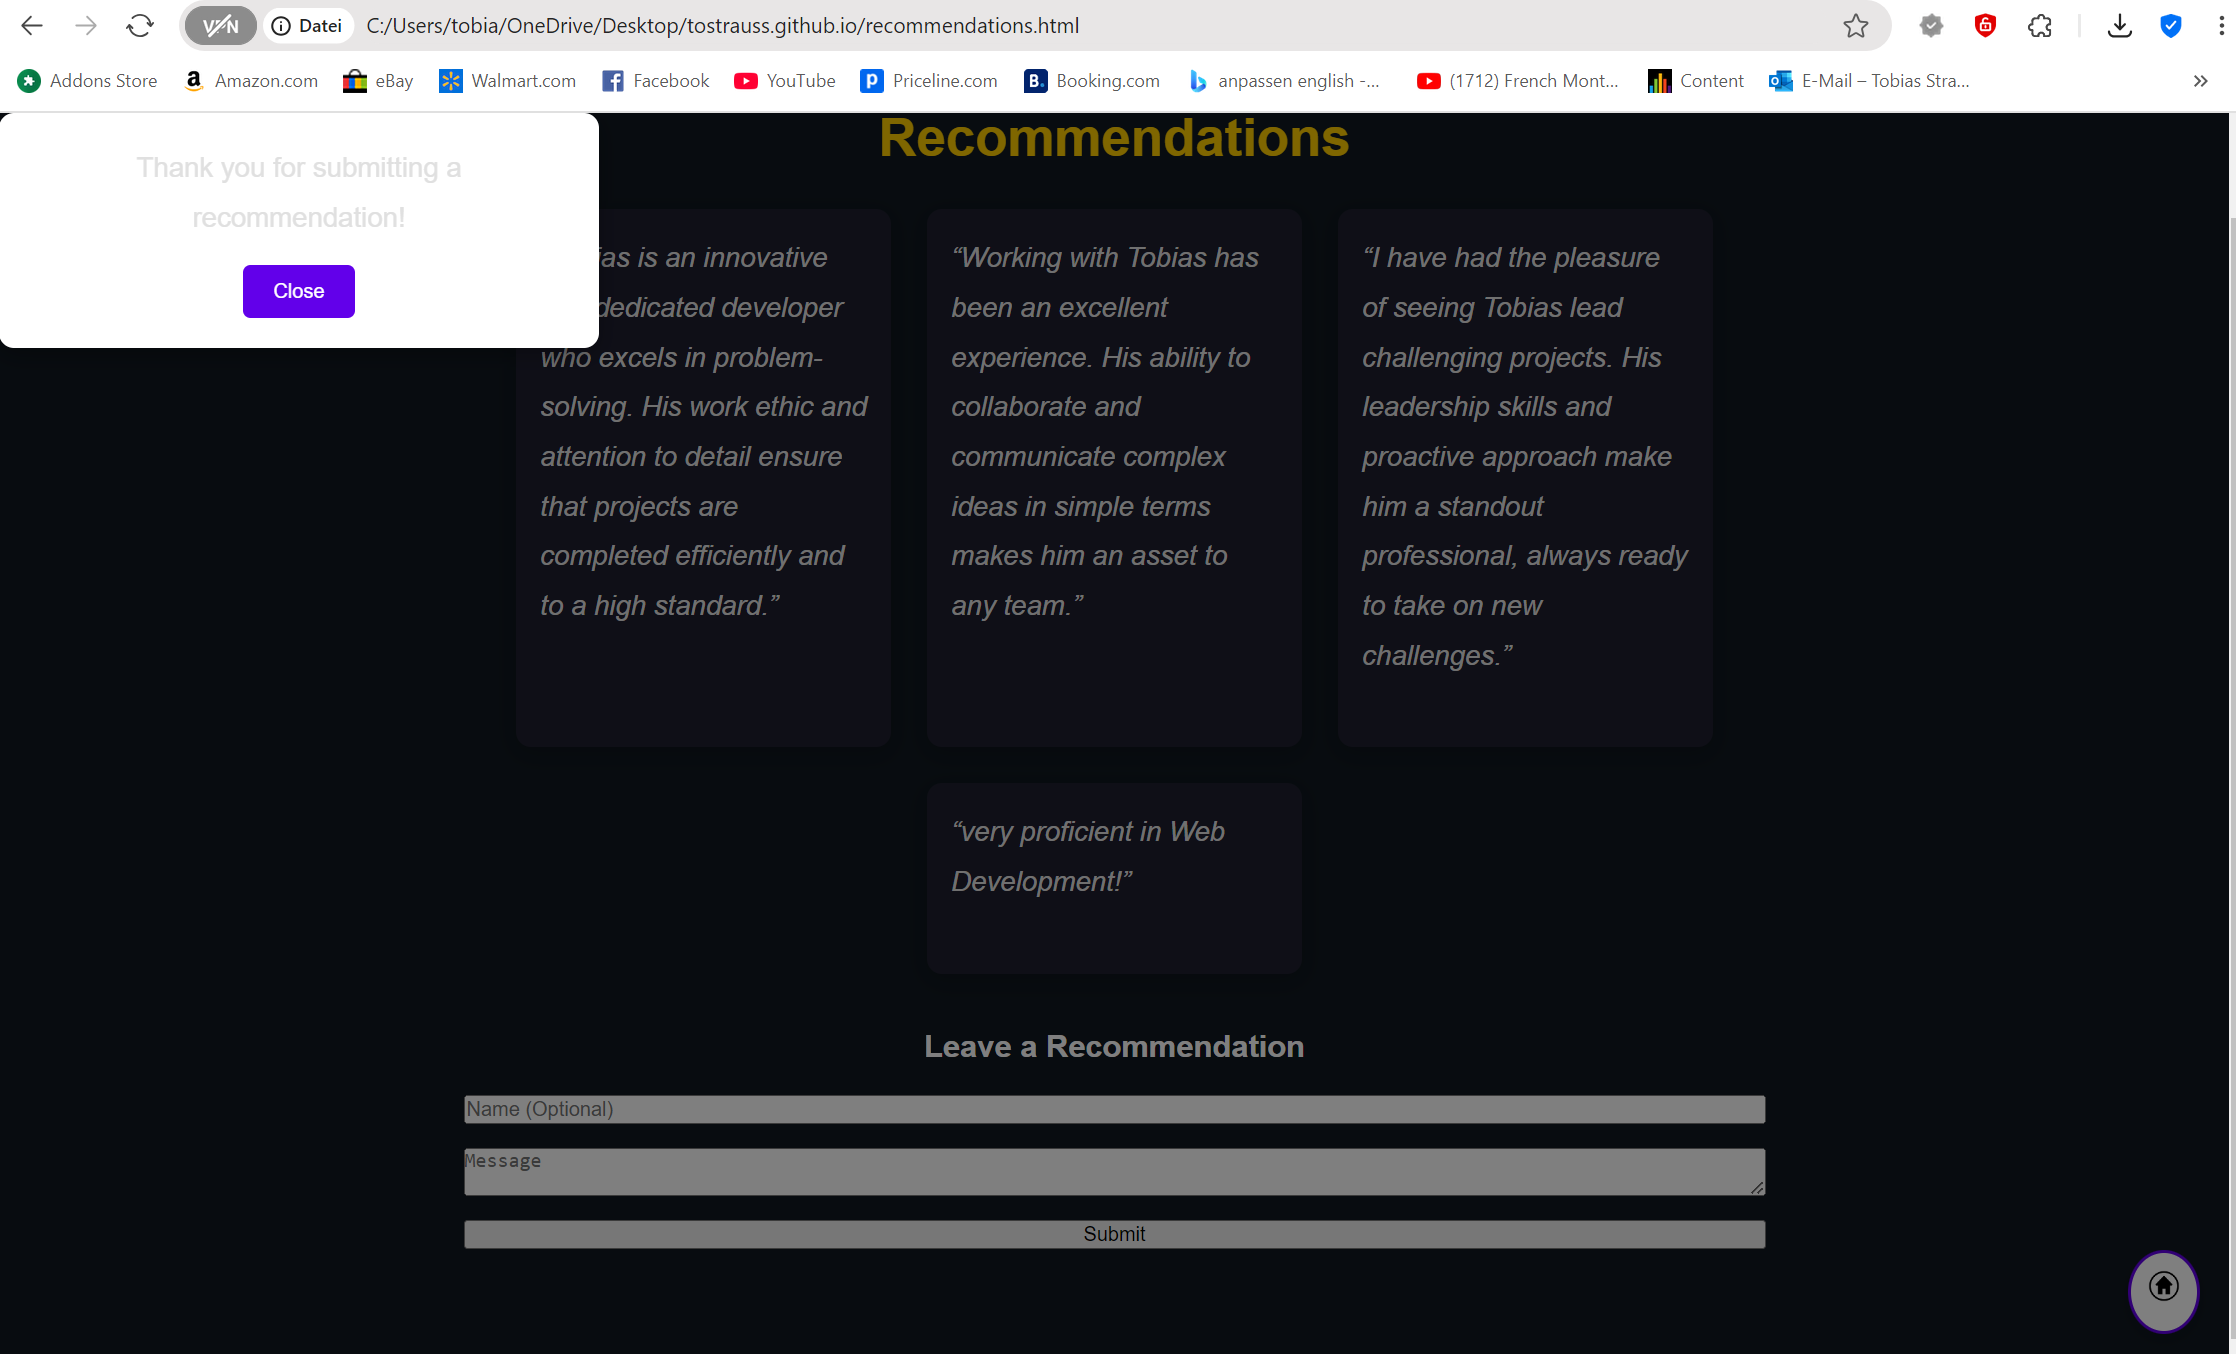 VPN
Datei
C:/Users/tobia/OneDrive/Desktop/tostrauss.github.io/recommendations.html
Addons Store
Amazon.com
eBay
Walmart.com
Facebook
YouTube
Priceline.com
Booking.com
anpassen english -...
(1712) French Mont...
Content
E-Mail – Tobias Stra...
Recommendations
Thank you for submitting a
recommendation!
Close
ias is an innovative
dedicated developer
who excels in problem-
solving. His work ethic and
attention to detail ensure
that projects are
completed efficiently and
to a high standard.”
“Working with Tobias has
been an excellent
experience. His ability to
collaborate and
communicate complex
ideas in simple terms
makes him an asset to
any team.”
“I have had the pleasure
of seeing Tobias lead
challenging projects. His
leadership skills and
proactive approach make
him a standout
professional, always ready
to take on new
challenges.”
“very proficient in Web
Development!”
Leave a Recommendation
Name (Optional)
Message
Submit